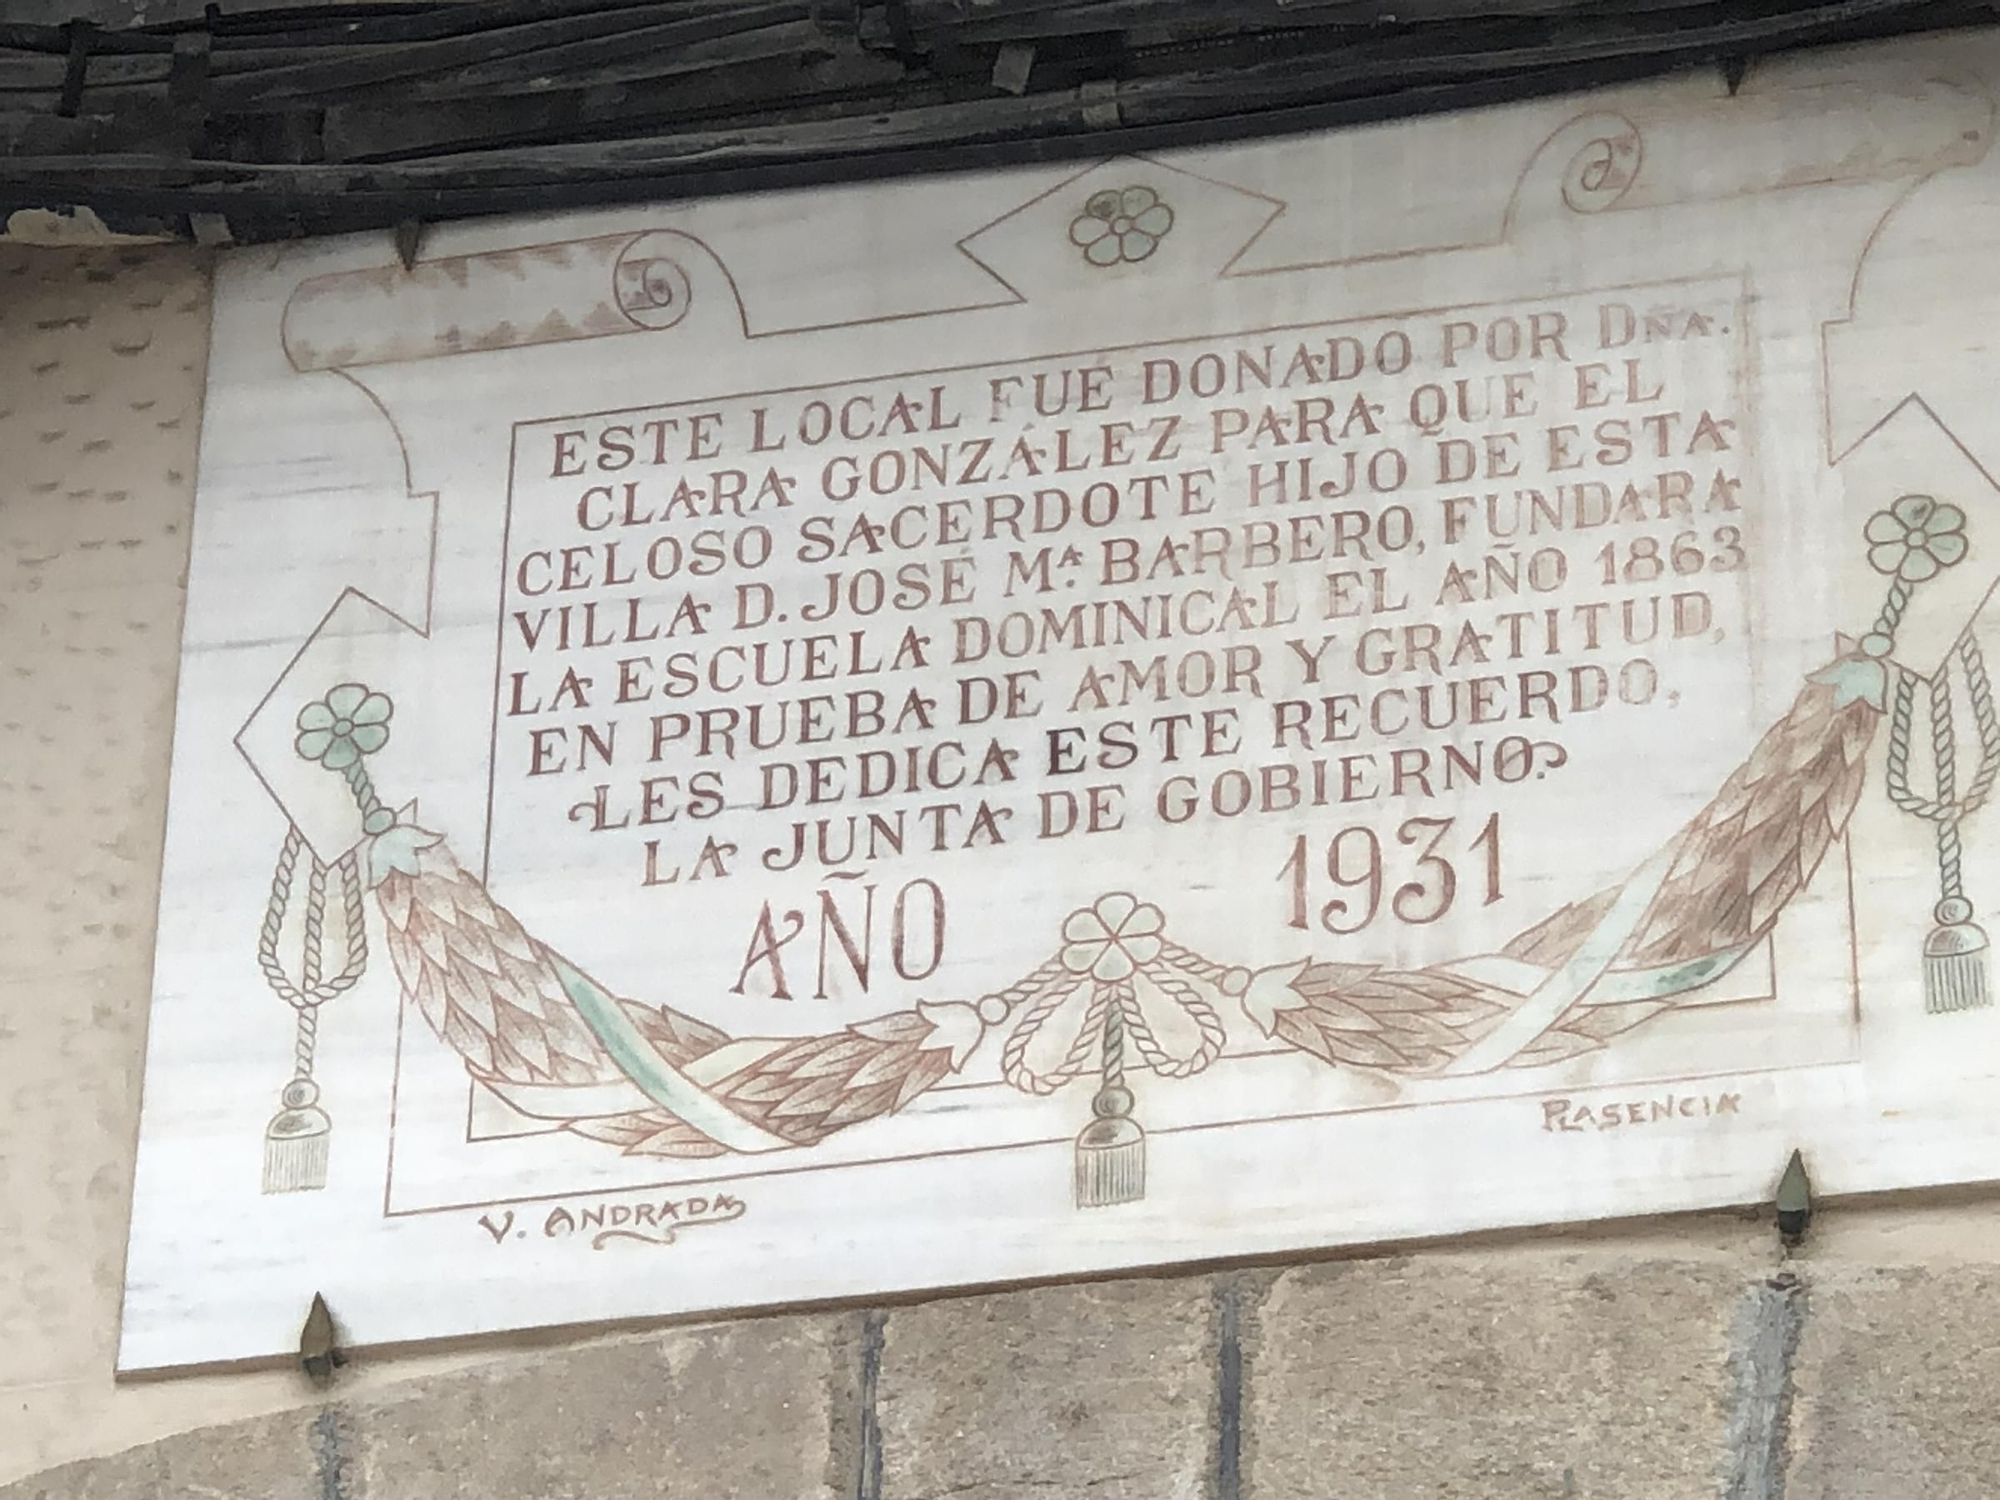 ESTE LOCAL FUÉ DONADO POR DÑA.
CLARA GONZÁLEZ PARA QUE EL
CELOSO SACERDOTE HIJO DE ESTA
VILLA D. JOSÉ Mª. BARBERO, FUNDARA
LA ESCUELA DOMINICAL EL AÑO 1863
EN PRUEBA DE AMOR Y GRATITUD,
LES DEDICA ESTE RECUERDO,
LA JUNTA DE GOBIERNO.
AÑO 1931
V. ANDRADA
PLASENCIA